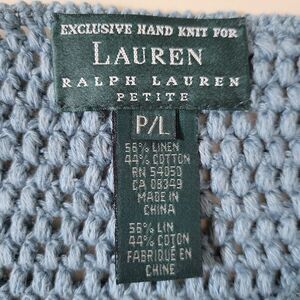 EXCLUSIVE HAND KNIT FOR
LAUREN
RALPH LAUREN
PETITE
P/L
56% LINEN
44% COTTON
RN 54050
CA 08349
MADE IN
CHINA
56% LIN
44% COTON
FABRIQUÉ EN
CHINE